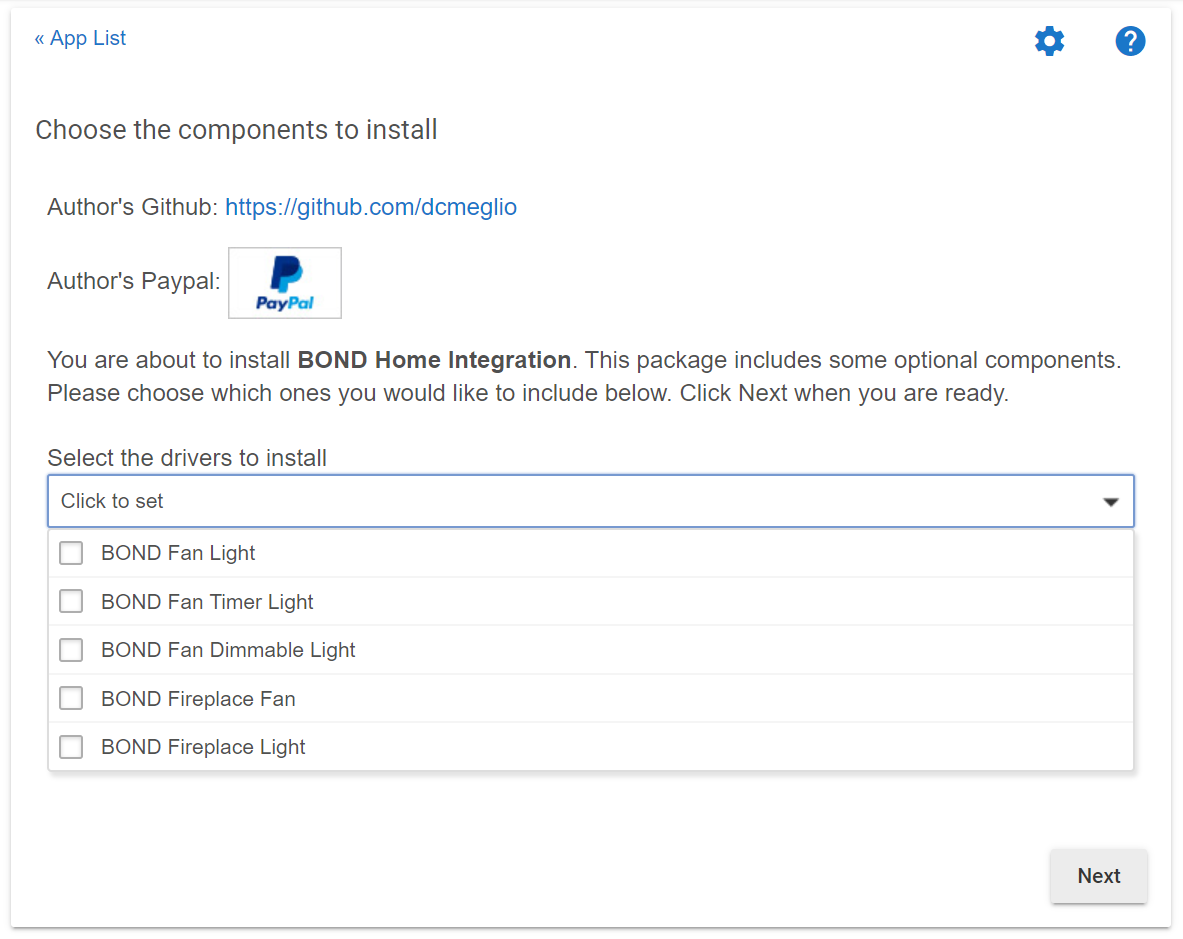 « App List
?
Choose the components to install
Author's Github: https://github.com/dcmeglio
Author's Paypal:
PayPal
You are about to install BOND Home Integration. This package includes some optional components.
Please choose which ones you would like to include below. Click Next when you are ready.
Select the drivers to install
Click to set
BOND Fan Light
BOND Fan Timer Light
BOND Fan Dimmable Light
BOND Fireplace Fan
BOND Fireplace Light
Next